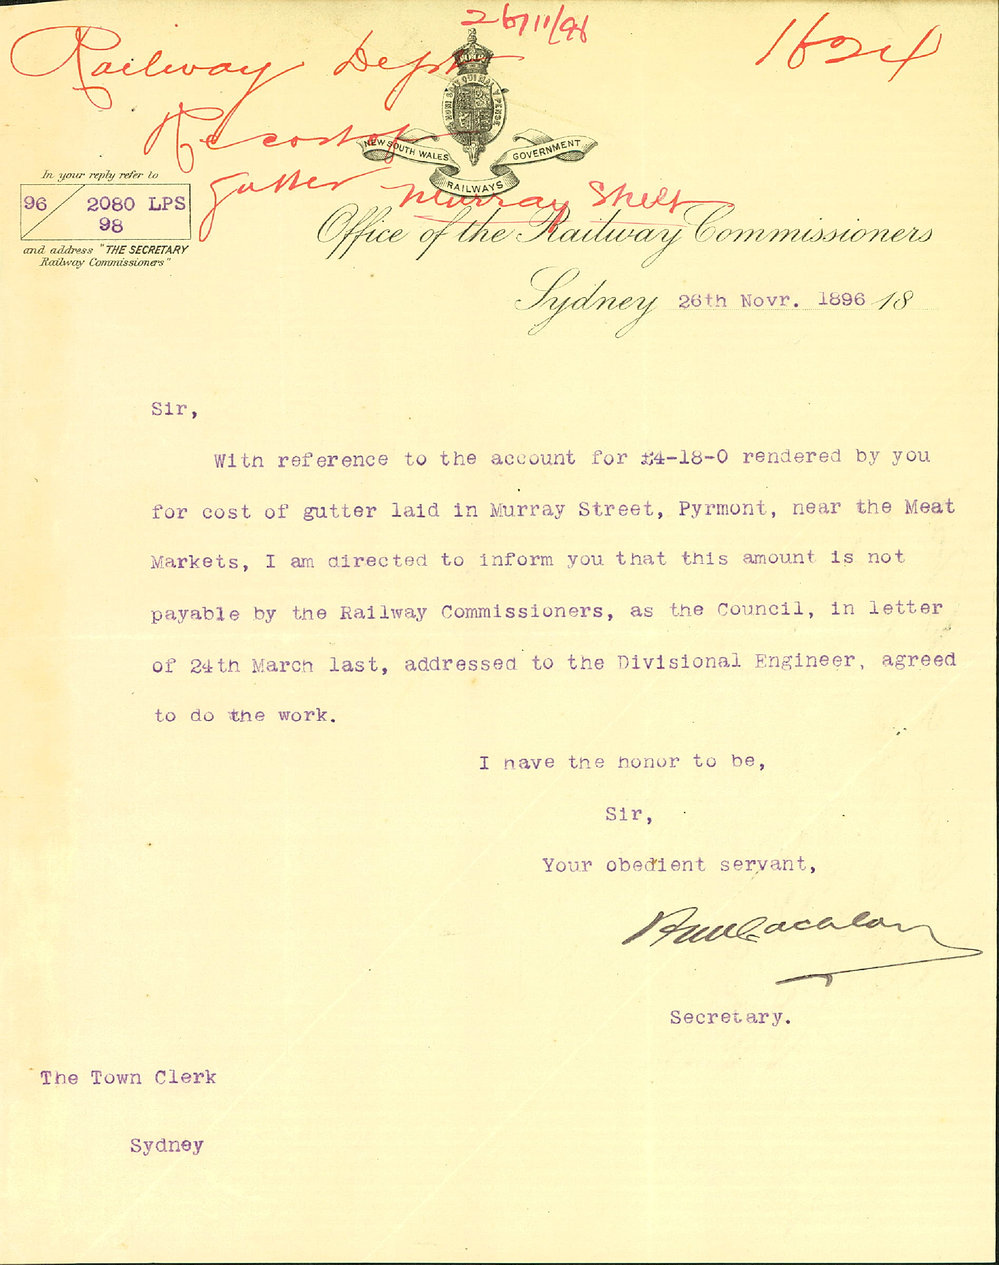 26/11/96
1624
Railway Dept
Re cost of
gutter Murray Street
NEW SOUTH WALES GOVERNMENT
RAILWAYS
In your reply refer to
96 / 2080 LPS
98
and address "THE SECRETARY
Railway Commissioners"
Office of the Railway Commissioners
Sydney 26th Novr. 1896 18
Sir,
With reference to the account for £4-18-0 rendered by you
for cost of gutter laid in Murray Street, Pyrmont, near the Meat
Markets, I am directed to inform you that this amount is not
payable by the Railway Commissioners, as the Council, in letter
of 24th March last, addressed to the Divisional Engineer, agreed
to do the work.
I have the honor to be,
Sir,
Your obedient servant,
Secretary.
The Town Clerk
Sydney